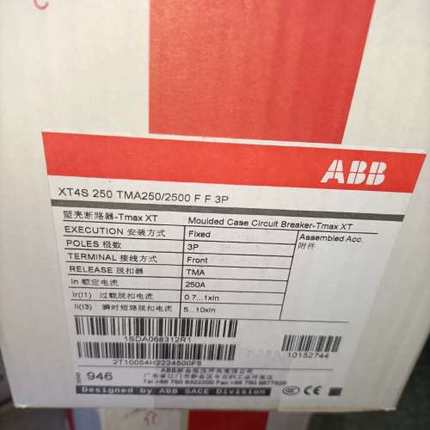 ABB
XT4S 250 TMA250/2500 F F 3P
塑壳断路器-Tmax XT Moulded Case Circuit Breaker-Tmax XT
EXECUTION 安装方式 Fixed Assembled Acc.
POLES 极数 3P 附件
TERMINAL 接线方式 Front
RELEASE 脱扣器 TMA
In 额定电流 250A
Ir(I1) 过载脱扣电流 0.7...1xIn
Ii(I3) 瞬时短路脱扣电流 5...10xIn
1SDA068312R1
10152744
946
Designed by ABB SACE Division